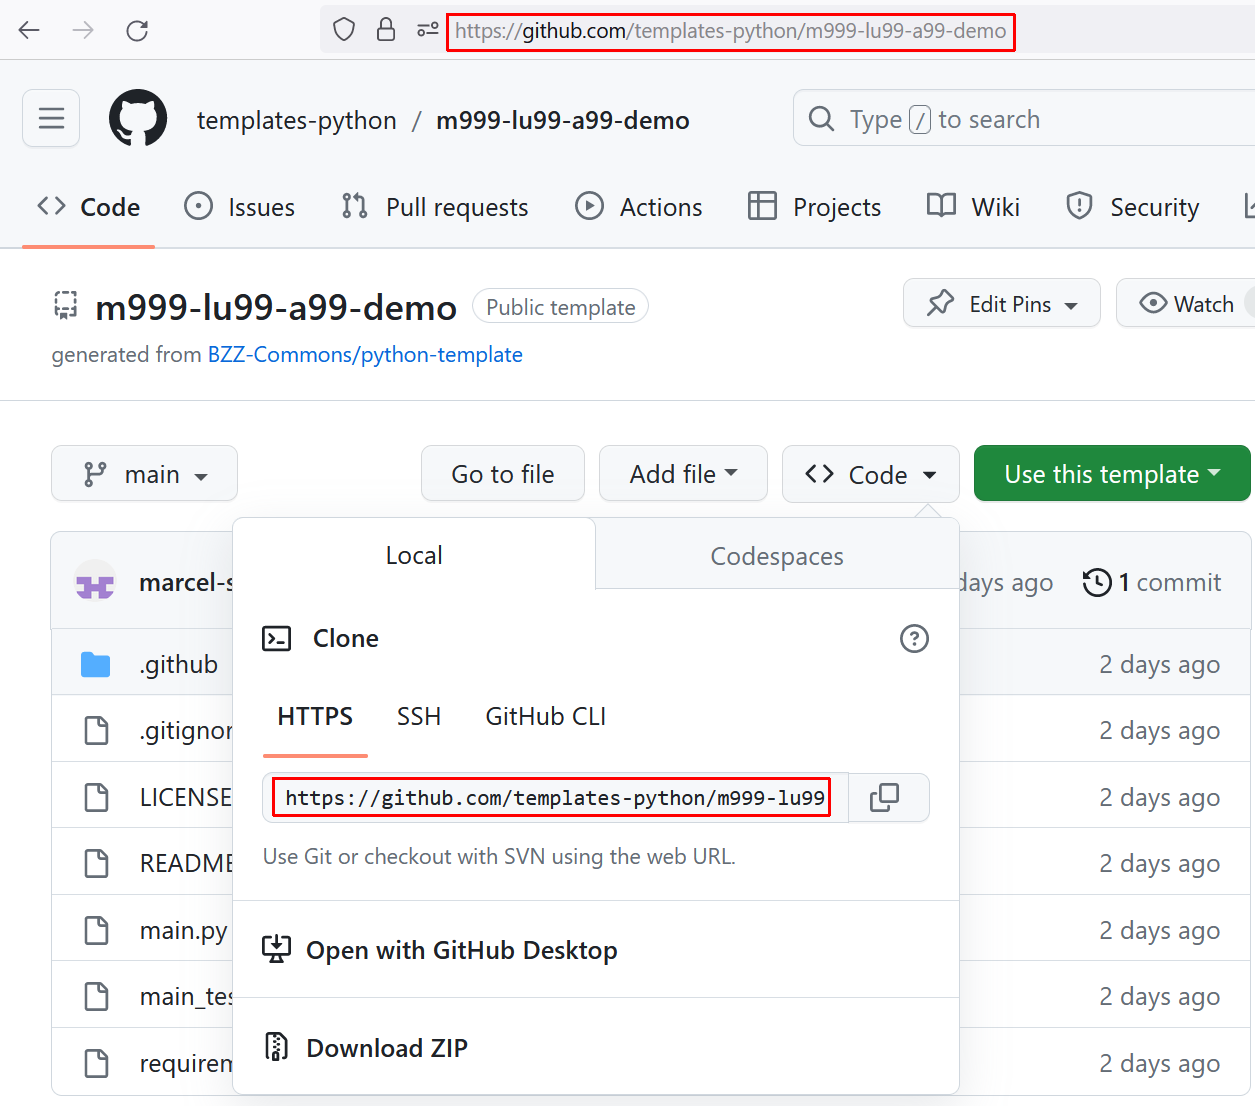 https://github.com/templates-python/m999-lu99-a99-demo
templates-python / m999-lu99-a99-demo
Type / to search
Code Issues Pull requests Actions Projects Wiki Security
m999-lu99-a99-demo Public template
Edit Pins Watch
generated from BZZ-Commons/python-template
main Go to file Add file Code Use this template
Local Codespaces
marcel-s days ago 1 commit
Clone
.github 2 days ago
HTTPS SSH GitHub CLI
.gitignor 2 days ago
https://github.com/templates-python/m999-lu99
LICENSE 2 days ago
Use Git or checkout with SVN using the web URL.
README 2 days ago
main.py 2 days ago
Open with GitHub Desktop
main_tes 2 days ago
Download ZIP
requirem 2 days ago